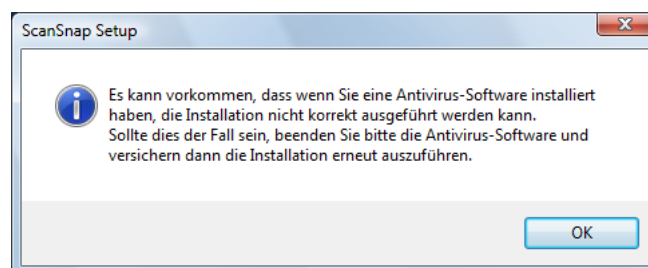 ScanSnap Setup
Es kann vorkommen, dass wenn Sie eine Antivirus-Software installiert
haben, die Installation nicht korrekt ausgeführt werden kann.
Sollte dies der Fall sein, beenden Sie bitte die Antivirus-Software und
versichern dann die Installation erneut auszuführen.
OK